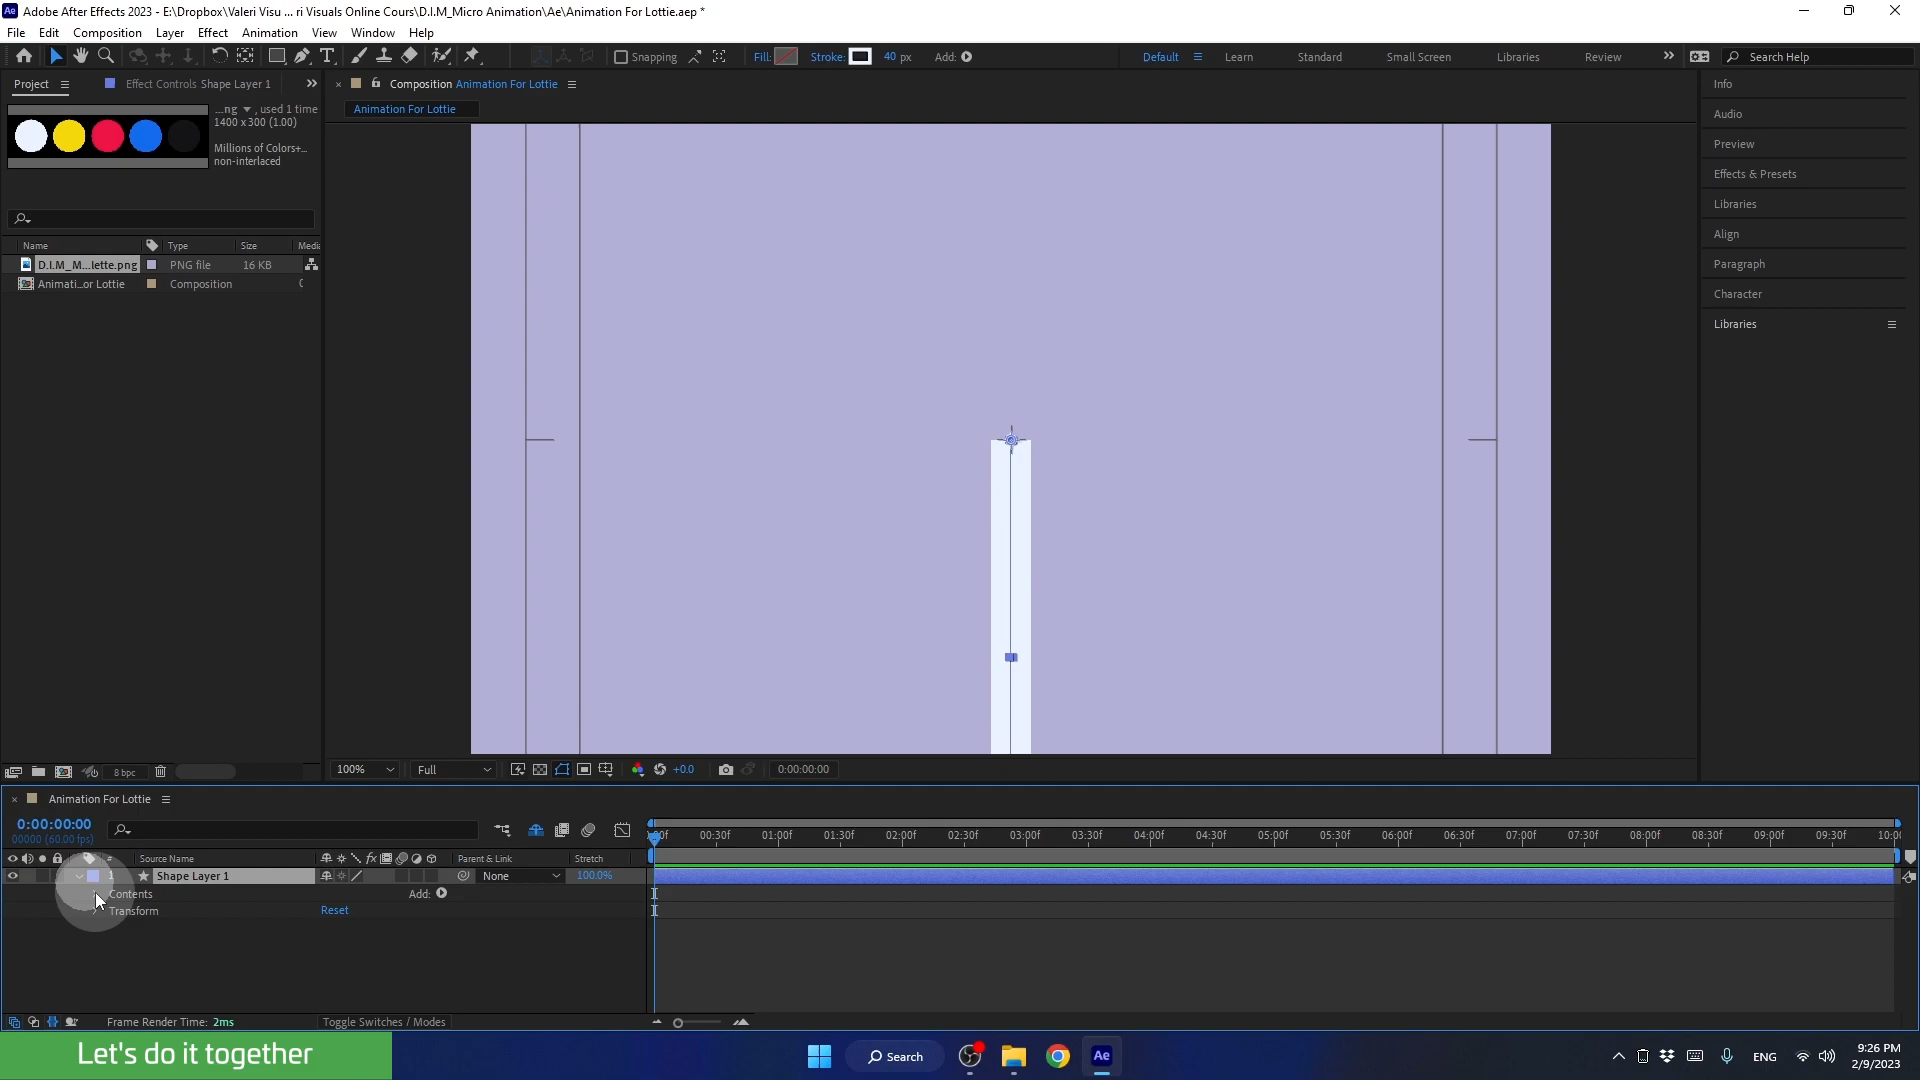 Adobe After Effects 2023 - E:\Dropbox\Valeri Visu ... ri Visuals Online Cours\D.I.M_Micro Animation\Ae\Animation For Lottie.aep *
File Edit Composition Layer Effect Animation View Window Help
Snapping Fill: Stroke: 40 px Add: Default Learn Standard Small Screen Libraries Review Search Help
Project Effect Controls Shape Layer 1 Composition Animation For Lottie Info
...ng , used 1 time
Animation For Lottie
1400 x 300 (1.00)
Audio
Millions of Colors+...
non-interlaced
Preview
Effects & Presets
Libraries
Align
Name Type Size Media
D.I.M_M...lette.png PNG file 16 KB
Paragraph
Animati...or Lottie Composition
Character
Libraries
8 bpc
100% Full +0.0 0:00:00:00
Animation For Lottie
0:00:00:00
00000 (60.00 fps)
00:30f 01:00f 01:30f 02:00f 02:30f 03:00f 03:30f 04:00f 04:30f 05:00f 05:30f 06:00f 06:30f 07:00f 07:30f 08:00f 08:30f 09:00f 09:30f 10:00
# Source Name fx Parent & Link Stretch
1 Shape Layer 1 None 100.0%
Contents Add:
Transform Reset
Frame Render Time: 2ms Toggle Switches / Modes
Let's do it together
Search Ae ENG 9:26 PM
2/9/2023